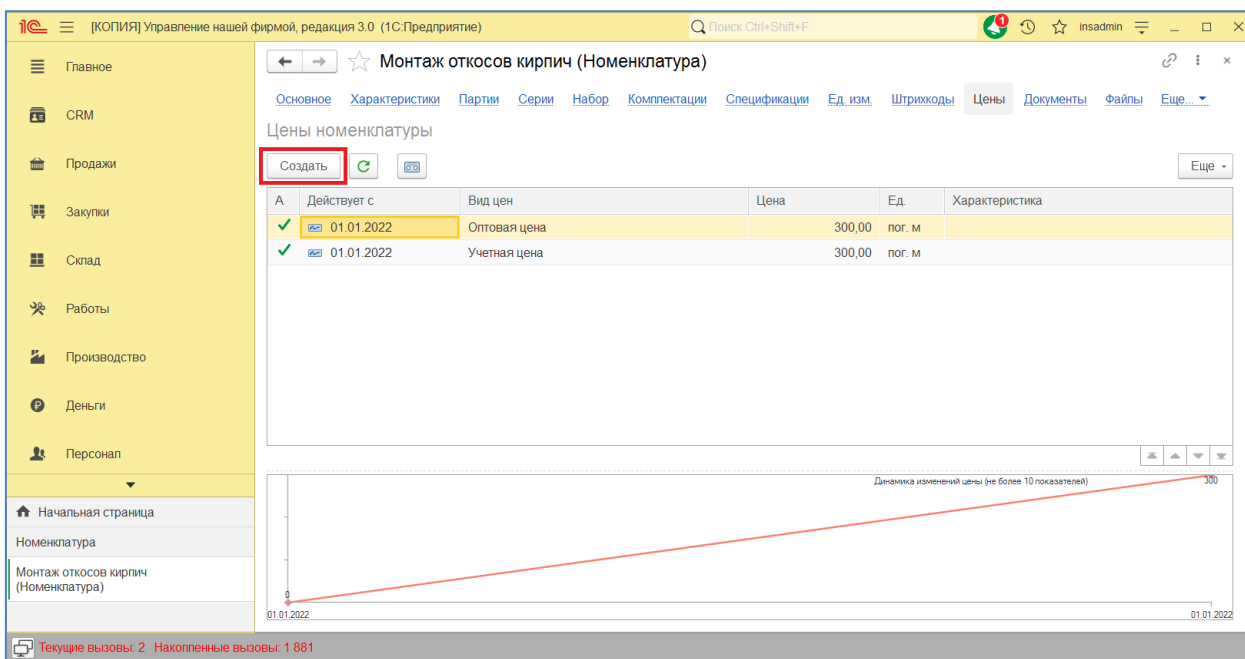 1С [КОПИЯ] Управление нашей фирмой, редакция 3.0 (1С:Предприятие) Поиск Ctrl+Shift+F 1 insadmin
Главное
CRM
Продажи
Закупки
Склад
Работы
Производство
Деньги
Персонал
Начальная страница
Номенклатура
Монтаж откосов кирпич
(Номенклатура)
Монтаж откосов кирпич (Номенклатура)
Основное Характеристики Партии Серии Набор Комплектации Спецификации Ед. изм. Штрихкоды Цены Документы Файлы Еще...
Цены номенклатуры
Создать Еще
А Действует с Вид цен Цена Ед. Характеристика
01.01.2022 Оптовая цена 300,00 пог. м
01.01.2022 Учетная цена 300,00 пог. м
Динамика изменений цены (не более 10 показателей) 300
0
01.01.2022 01.01.2022
Текущие вызовы: 2 Накопленные вызовы: 1 881